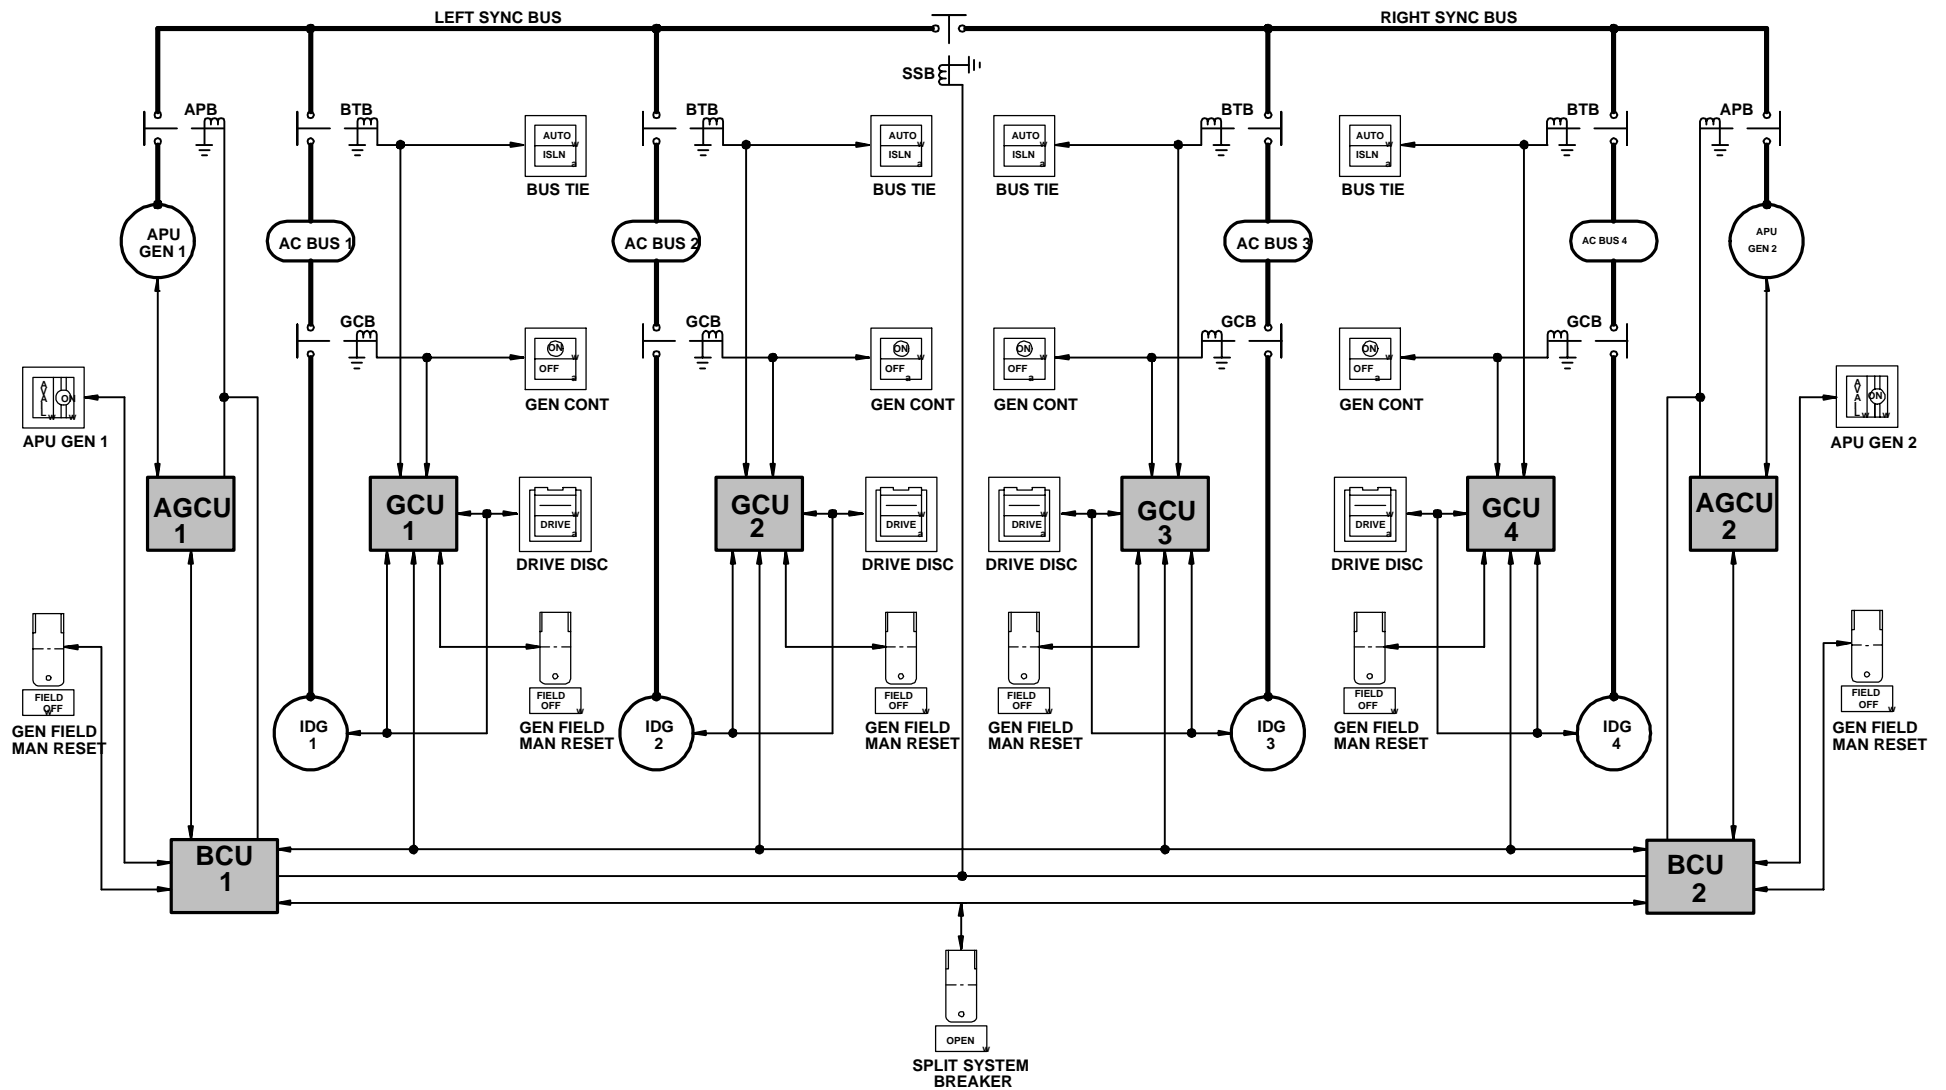 LEFT SYNC BUS
RIGHT SYNC BUS
SSB
APB
BTB
BTB
BTB
BTB
APB
AUTO
w
ISLN
a
BUS TIE
AUTO
w
ISLN
a
BUS TIE
AUTO
w
ISLN
a
BUS TIE
AUTO
w
ISLN
a
BUS TIE
APU
GEN 1
AC BUS 1
AC BUS 2
AC BUS 3
AC BUS 4
APU
GEN 2
GCB
GCB
GCB
GCB
ON
w
OFF
a
GEN CONT
ON
w
OFF
a
GEN CONT
ON
w
OFF
a
GEN CONT
ON
w
OFF
a
GEN CONT
AVAIL
ON
w w
APU GEN 1
AVAIL
ON
w w
APU GEN 2
AGCU
1
GCU
1
GCU
2
GCU
3
GCU
4
AGCU
2
w
DRIVE
a
DRIVE DISC
w
DRIVE
a
DRIVE DISC
w
DRIVE
a
DRIVE DISC
w
DRIVE
a
DRIVE DISC
FIELD
OFF
w
GEN FIELD
MAN RESET
IDG
1
FIELD
OFF
w
GEN FIELD
MAN RESET
IDG
2
FIELD
OFF
w
GEN FIELD
MAN RESET
FIELD
OFF
w
GEN FIELD
MAN RESET
IDG
3
FIELD
OFF
w
GEN FIELD
MAN RESET
IDG
4
FIELD
OFF
w
GEN FIELD
MAN RESET
BCU
1
BCU
2
OPEN
w
SPLIT SYSTEM
BREAKER